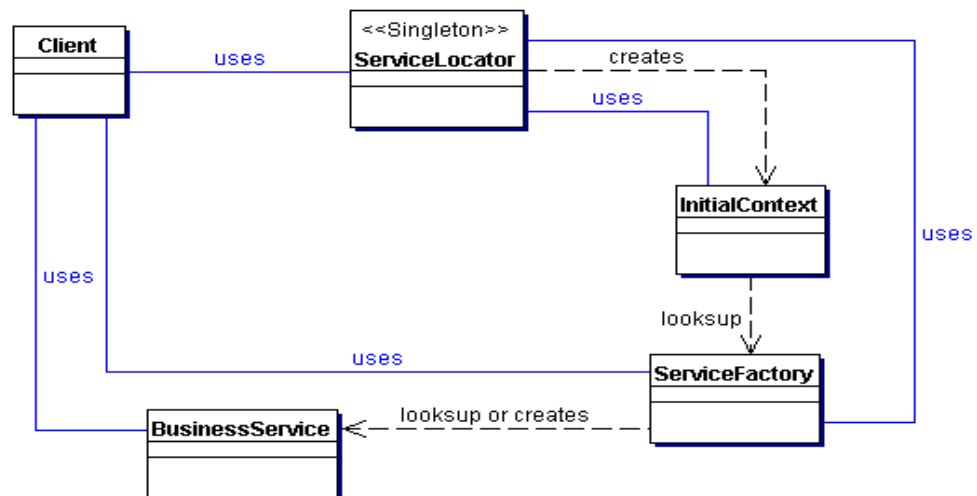 <<Singleton>>
Client
uses
ServiceLocator
creates
uses
InitialContext
uses
uses
looksup
uses
ServiceFactory
looksup or creates
BusinessService